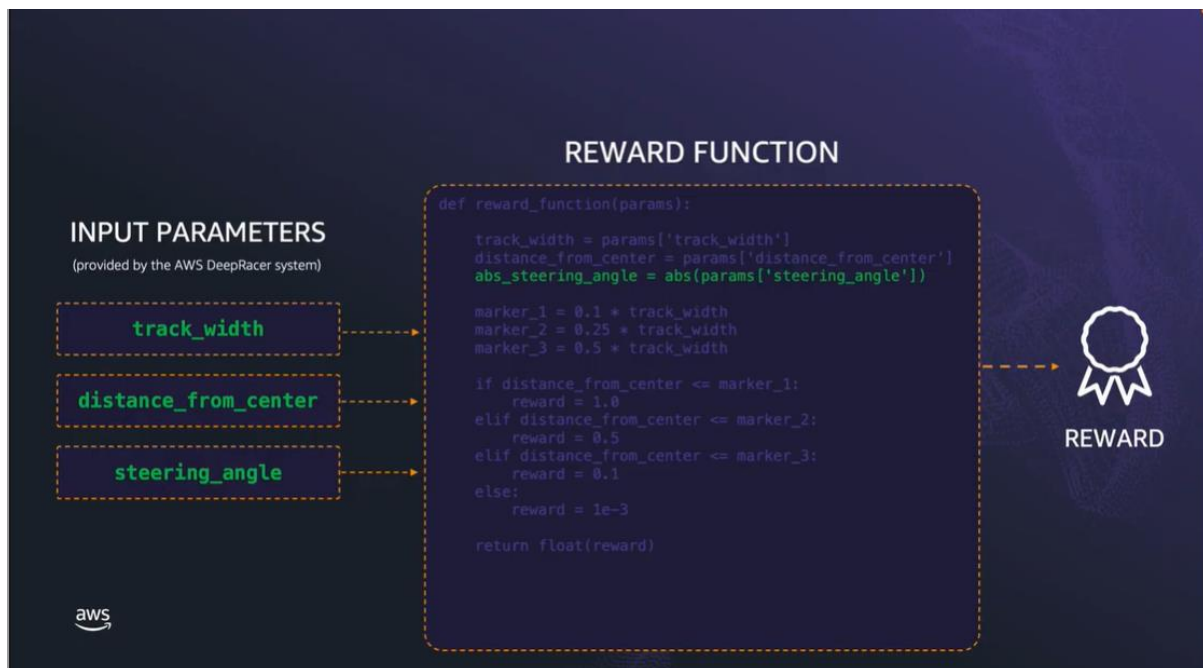 REWARD FUNCTION
INPUT PARAMETERS
(provided by the AWS DeepRacer system)
track_width
distance_from_center
steering_angle
def reward_function(params):
track_width = params['track_width']
distance_from_center = params['distance_from_center']
abs_steering_angle = abs(params['steering_angle'])
marker_1 = 0.1 * track_width
marker_2 = 0.25 * track_width
marker_3 = 0.5 * track_width
if distance_from_center <= marker_1:
reward = 1.0
elif distance_from_center <= marker_2:
reward = 0.5
elif distance_from_center <= marker_3:
reward = 0.1
else:
reward = 1e-3
return float(reward)
REWARD
aws